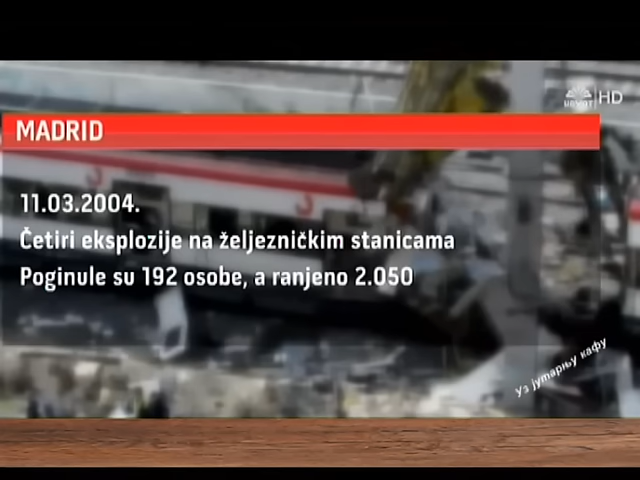 HD
MADRID
11.03.2004.
Četiri eksplozije na željezničkim stanicama
Poginule su 192 osobe, a ranjeno 2.050
Уз јутарњу кафу